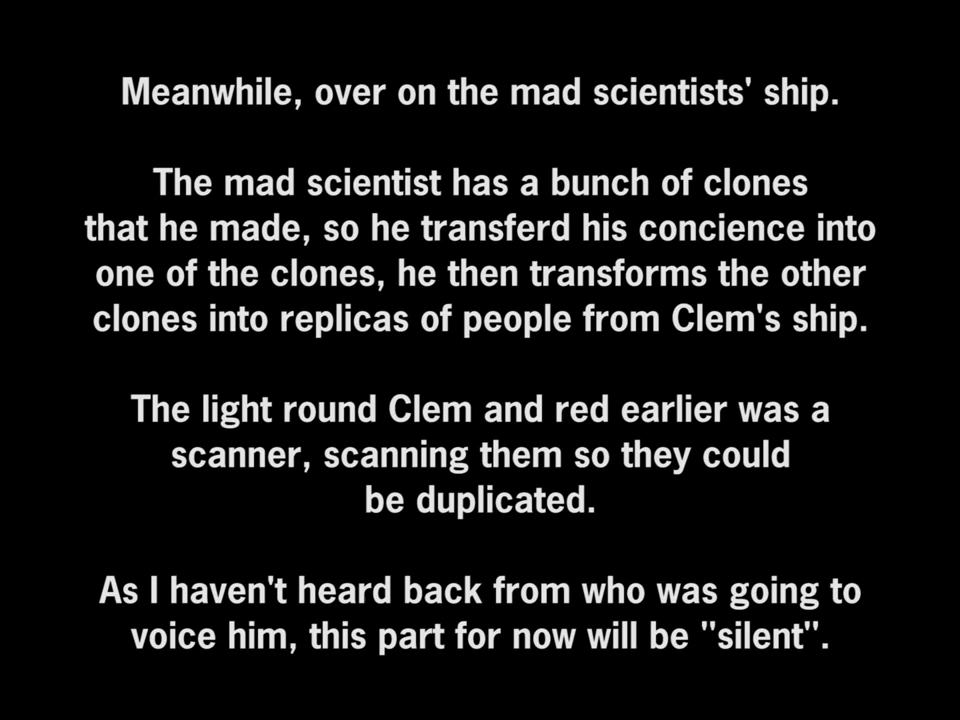 Meanwhile, over on the mad scientists' ship.
The mad scientist has a bunch of clones
that he made, so he transferd his concience into
one of the clones, he then transforms the other
clones into replicas of people from Clem's ship.
The light round Clem and red earlier was a
scanner, scanning them so they could
be duplicated.
As I haven't heard back from who was going to
voice him, this part for now will be "silent".